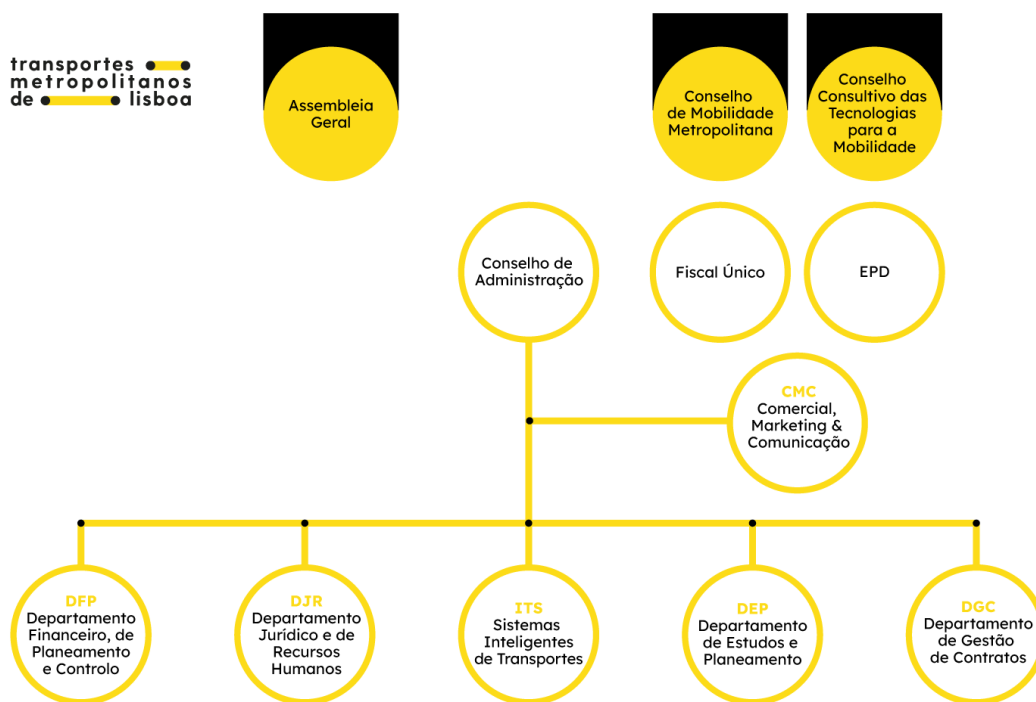 transportes
metropolitanos
de lisboa
Assembleia
Geral
Conselho
de Mobilidade
Metropolitana
Conselho
Consultivo das
Tecnologias
para a
Mobilidade
Conselho de
Administração
Fiscal Único
EPD
CMC
Comercial,
Marketing &
Comunicação
DFP
Departamento
Financeiro, de
Planeamento
e Controlo
DJR
Departamento
Jurídico e de
Recursos
Humanos
ITS
Sistemas
Inteligentes
de Transportes
DEP
Departamento
de Estudos e
Planeamento
DGC
Departamento
de Gestão
de Contratos